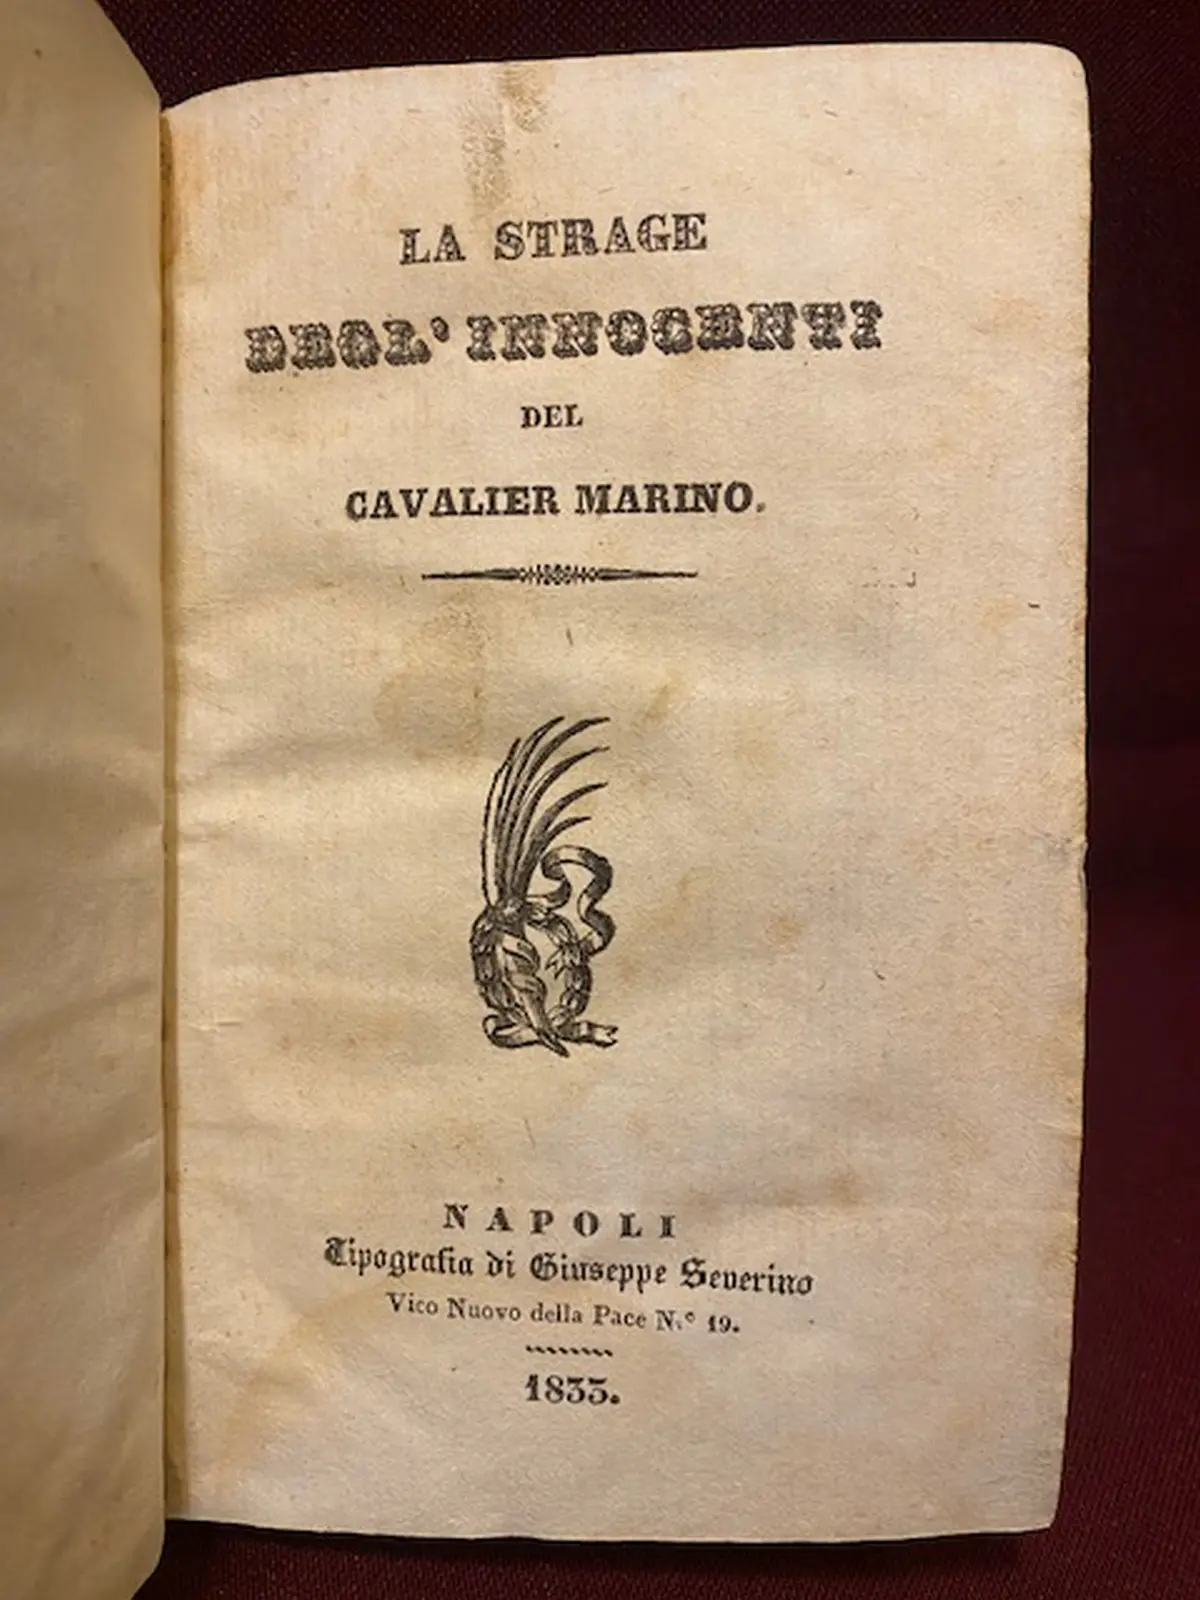 LA STRAGE
DEGL' INNOCENTI
DEL
CAVALIER MARINO.
NAPOLI
Tipografia di Giuseppe Severino
Vico Nuovo della Pace N.° 19.
1833.